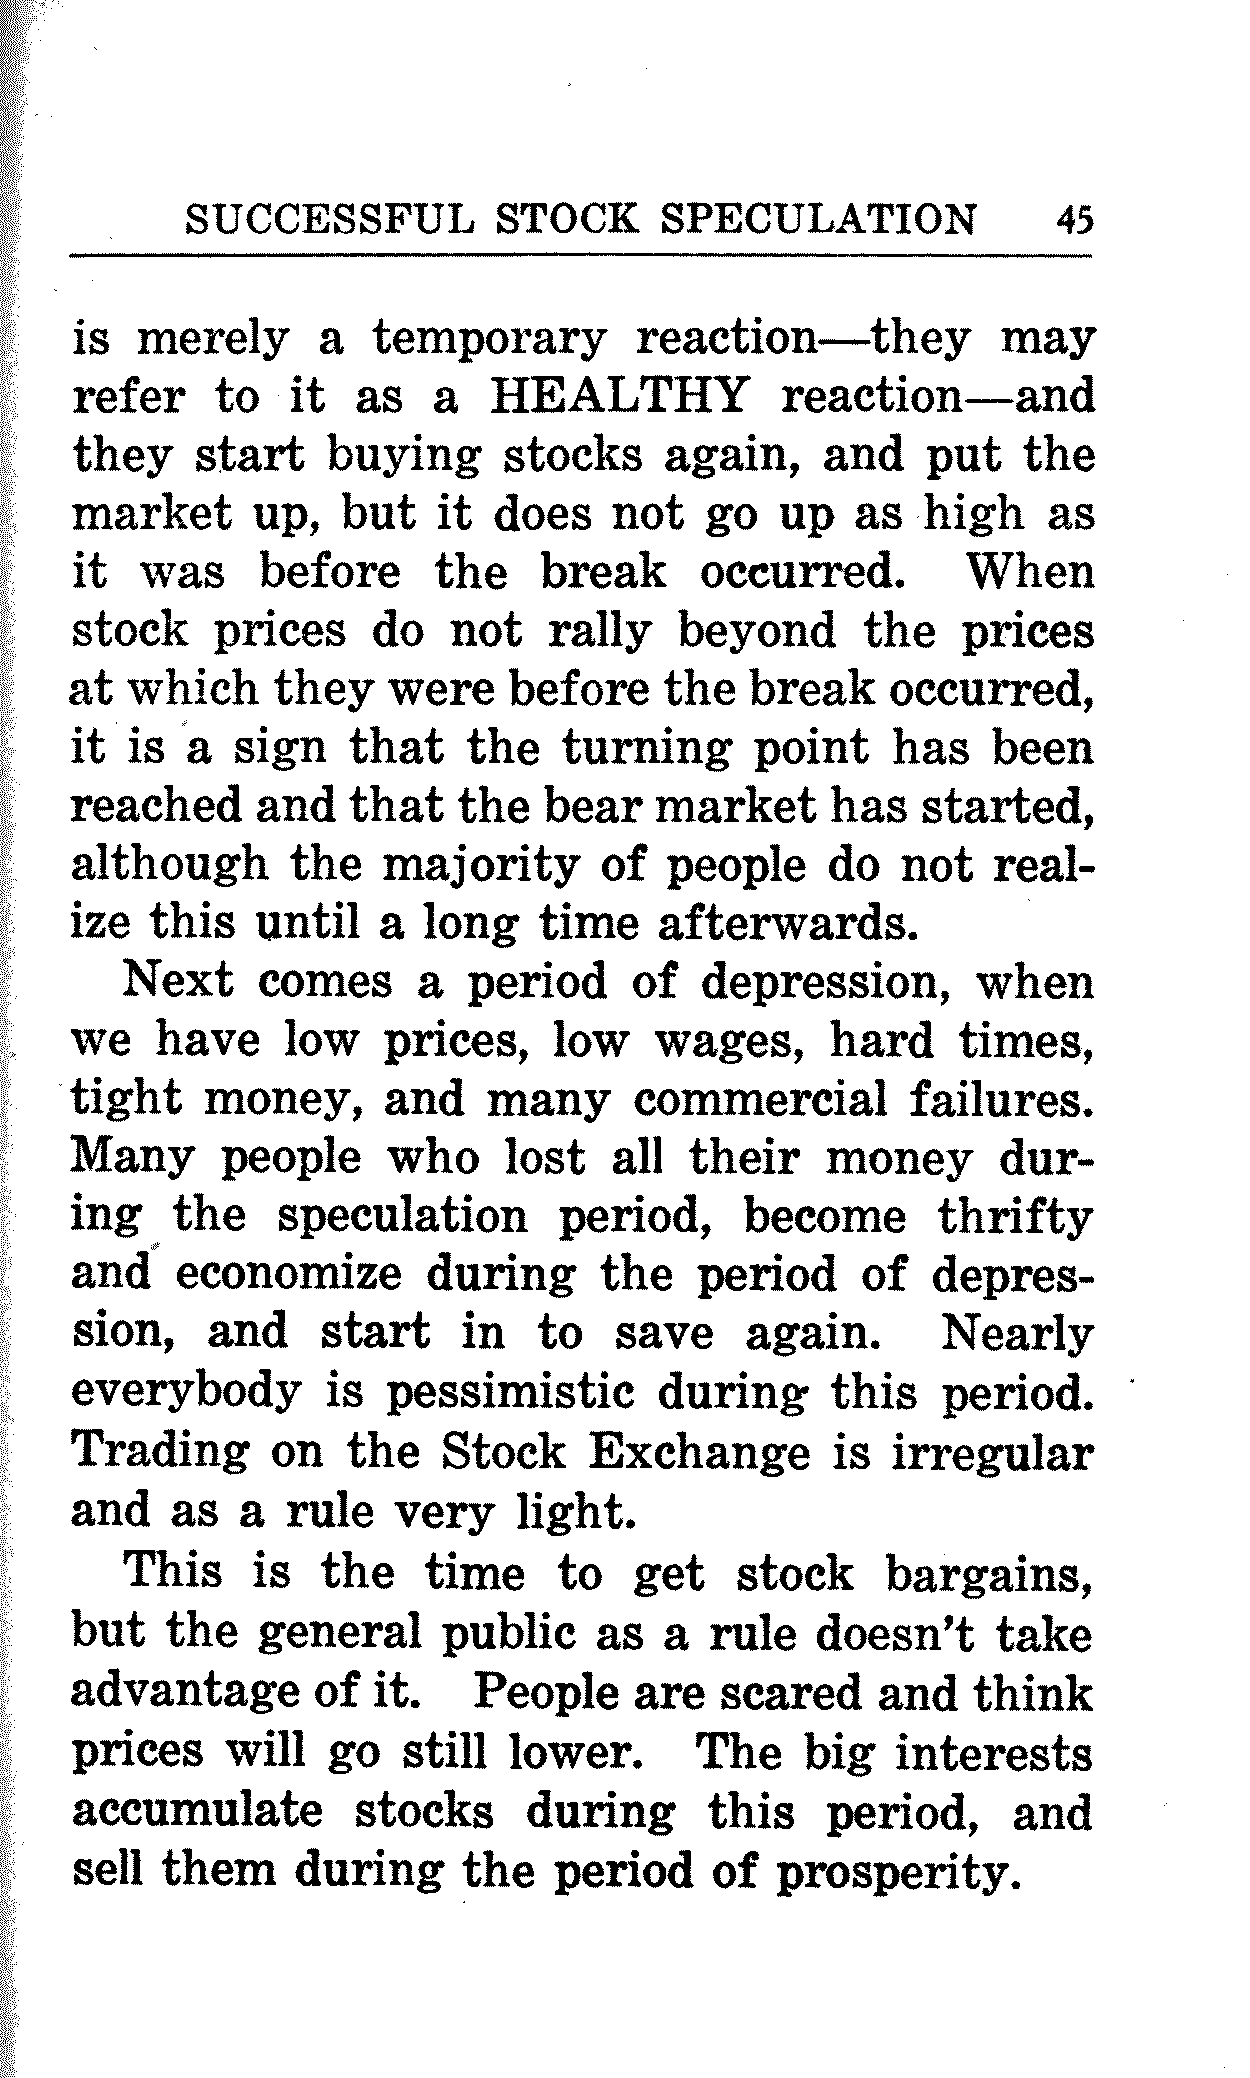 SUCCESSFUL STOCK SPECULATION 45
is merely a temporary reaction—they may
refer to it as a HEALTHY reaction—and
they start buying stocks again, and put the
market up, but it does not go up as high as
it was before the break occurred. When
stock prices do not rally beyond the prices
at which they were before the break occurred,
it is a sign that the turning point has been
reached and that the bear market has started,
although the majority of people do not real-
ize this until a long time afterwards.
Next comes a period of depression, when
we have low prices, low wages, hard times,
tight money, and many commercial failures.
Many people who lost all their money dur-
ing the speculation period, become thrifty
and economize during the period of depres-
sion, and start in to save again. Nearly
everybody is pessimistic during this period.
Trading on the Stock Exchange is irregular
and as a rule very light.
This is the time to get stock bargains,
but the general public as a rule doesn't take
advantage of it. People are scared and think
prices will go still lower. The big interests
accumulate stocks during this period, and
sell them during the period of prosperity.